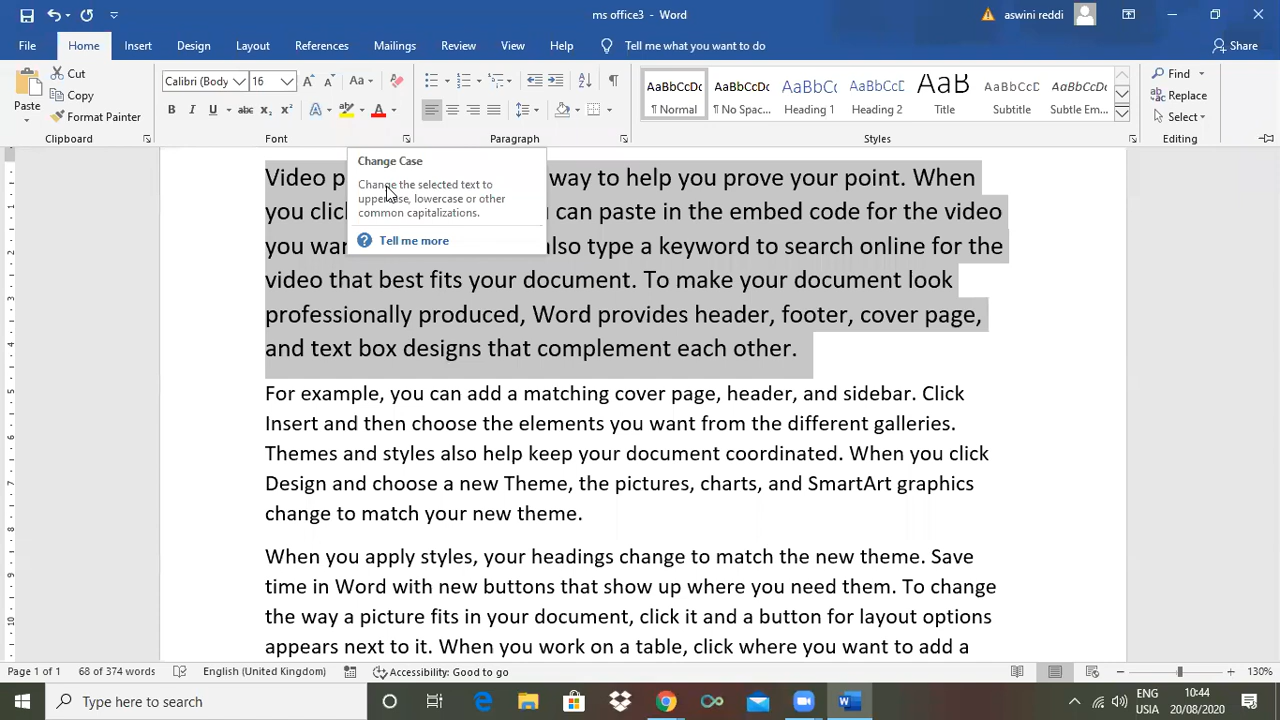 ms office3 - Word
aswini reddi
File Home Insert Design Layout References Mailings Review View Help Tell me what you want to do Share
Cut
Copy
Format Painter
Paste
Clipboard
Calibri (Body 16 Aa
B I U abc x₂ x² A A
Font
Paragraph
AaBbCcDc AaBbCcDc AaBbCc AaBbCcD AaB AaBbCcD AaBbCcDc
¶ Normal ¶ No Spac... Heading 1 Heading 2 Title Subtitle Subtle Em...
Styles
Find
Replace
Select
Editing
Change Case
Change the selected text to
uppercase, lowercase or other
common capitalizations.
Tell me more
Video p way to help you prove your point. When
you click can paste in the embed code for the video
you wan also type a keyword to search online for the
video that best fits your document. To make your document look
professionally produced, Word provides header, footer, cover page,
and text box designs that complement each other.
For example, you can add a matching cover page, header, and sidebar. Click
Insert and then choose the elements you want from the different galleries.
Themes and styles also help keep your document coordinated. When you click
Design and choose a new Theme, the pictures, charts, and SmartArt graphics
change to match your new theme.
When you apply styles, your headings change to match the new theme. Save
time in Word with new buttons that show up where you need them. To change
the way a picture fits in your document, click it and a button for layout options
appears next to it. When you work on a table, click where you want to add a
Page 1 of 1 68 of 374 words English (United Kingdom) Accessibility: Good to go 130%
Type here to search
ENG
USIA
10:44
20/08/2020